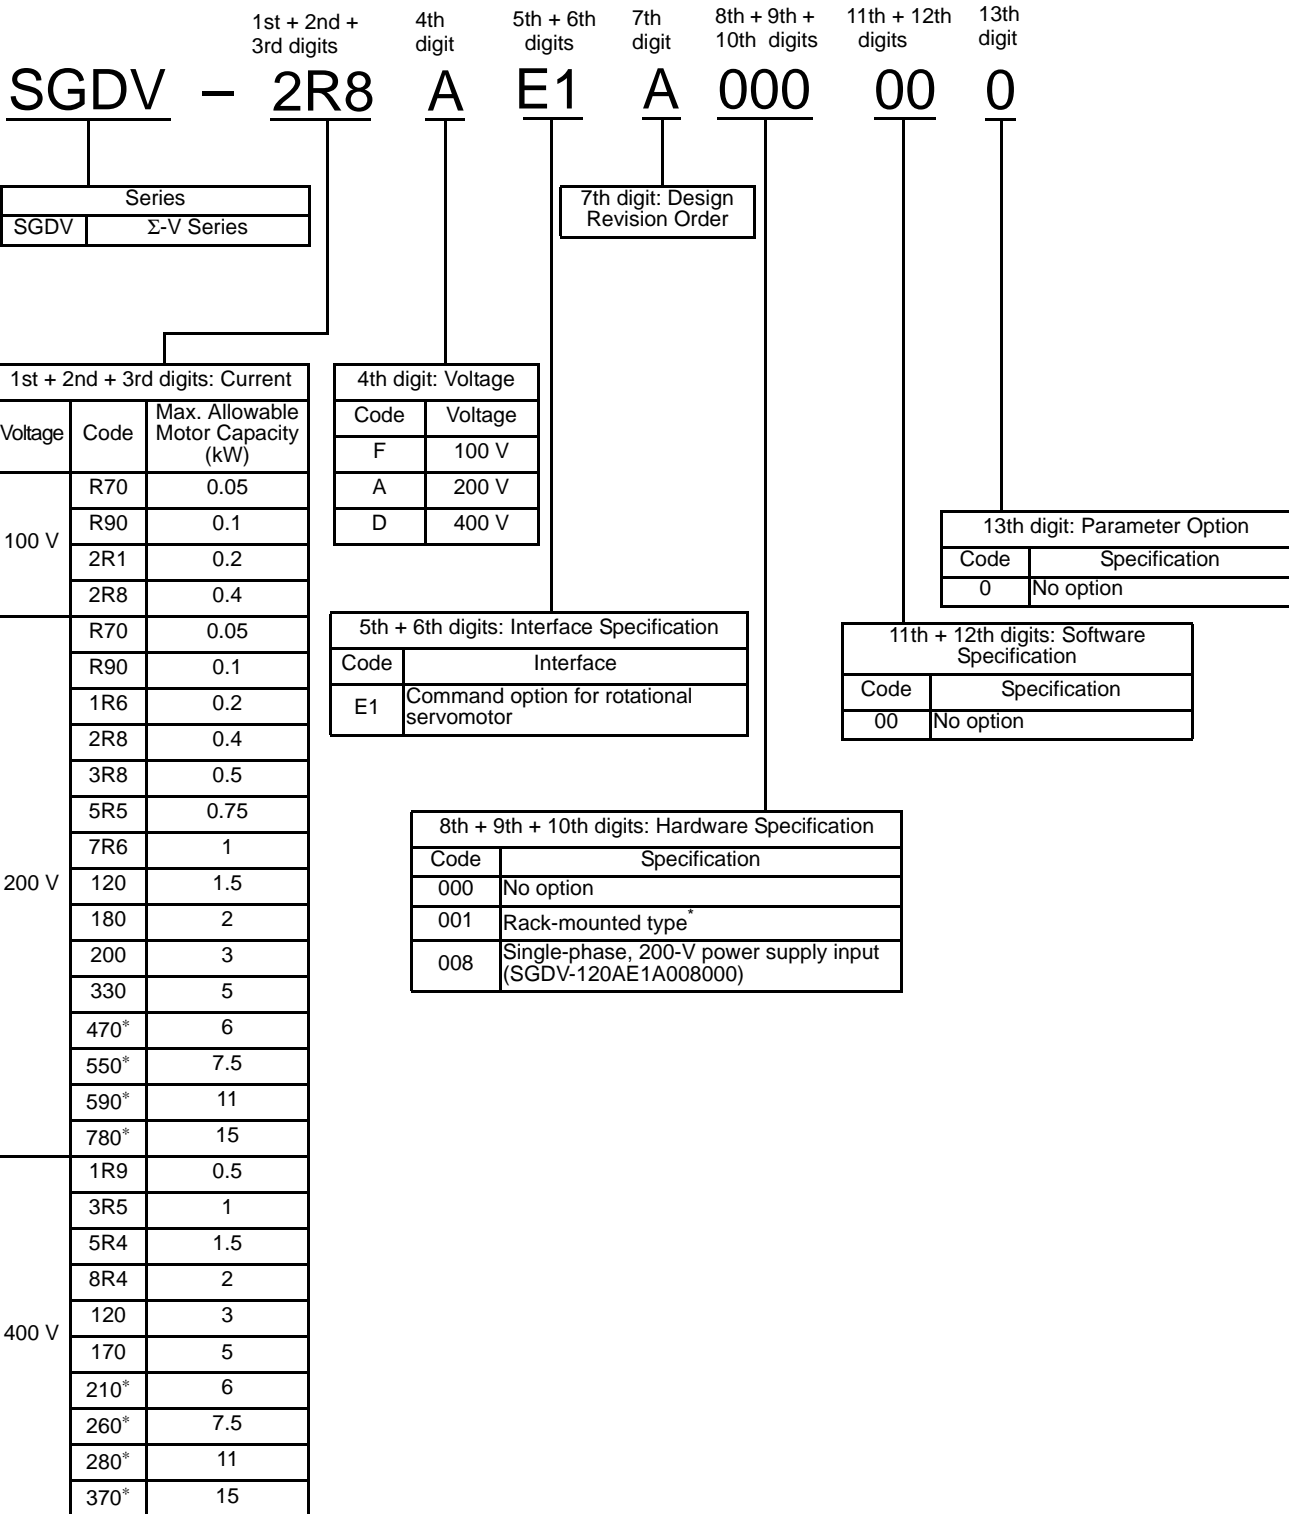 1st + 2nd +
3rd digits
4th
digit
5th + 6th
digits
7th
digit
8th + 9th +
10th digits
11th + 12th
digits
13th
digit
SGDV – 2R8 A E1 A 000 00 0
Series
SGDV Σ-V Series
7th digit: Design
Revision Order
1st + 2nd + 3rd digits: Current
Voltage Code Max. Allowable
Motor Capacity
(kW)
100 V
R70 0.05
R90 0.1
2R1 0.2
2R8 0.4
200 V
R70 0.05
R90 0.1
1R6 0.2
2R8 0.4
3R8 0.5
5R5 0.75
7R6 1
120 1.5
180 2
200 3
330 5
470* 6
550* 7.5
590* 11
780* 15
400 V
1R9 0.5
3R5 1
5R4 1.5
8R4 2
120 3
170 5
210* 6
260* 7.5
280* 11
370* 15
4th digit: Voltage
Code Voltage
F 100 V
A 200 V
D 400 V
5th + 6th digits: Interface Specification
Code Interface
E1 Command option for rotational
servomotor
8th + 9th + 10th digits: Hardware Specification
Code Specification
000 No option
001 Rack-mounted type*
008 Single-phase, 200-V power supply input
(SGDV-120AE1A008000)
11th + 12th digits: Software
Specification
Code Specification
00 No option
13th digit: Parameter Option
Code Specification
0 No option